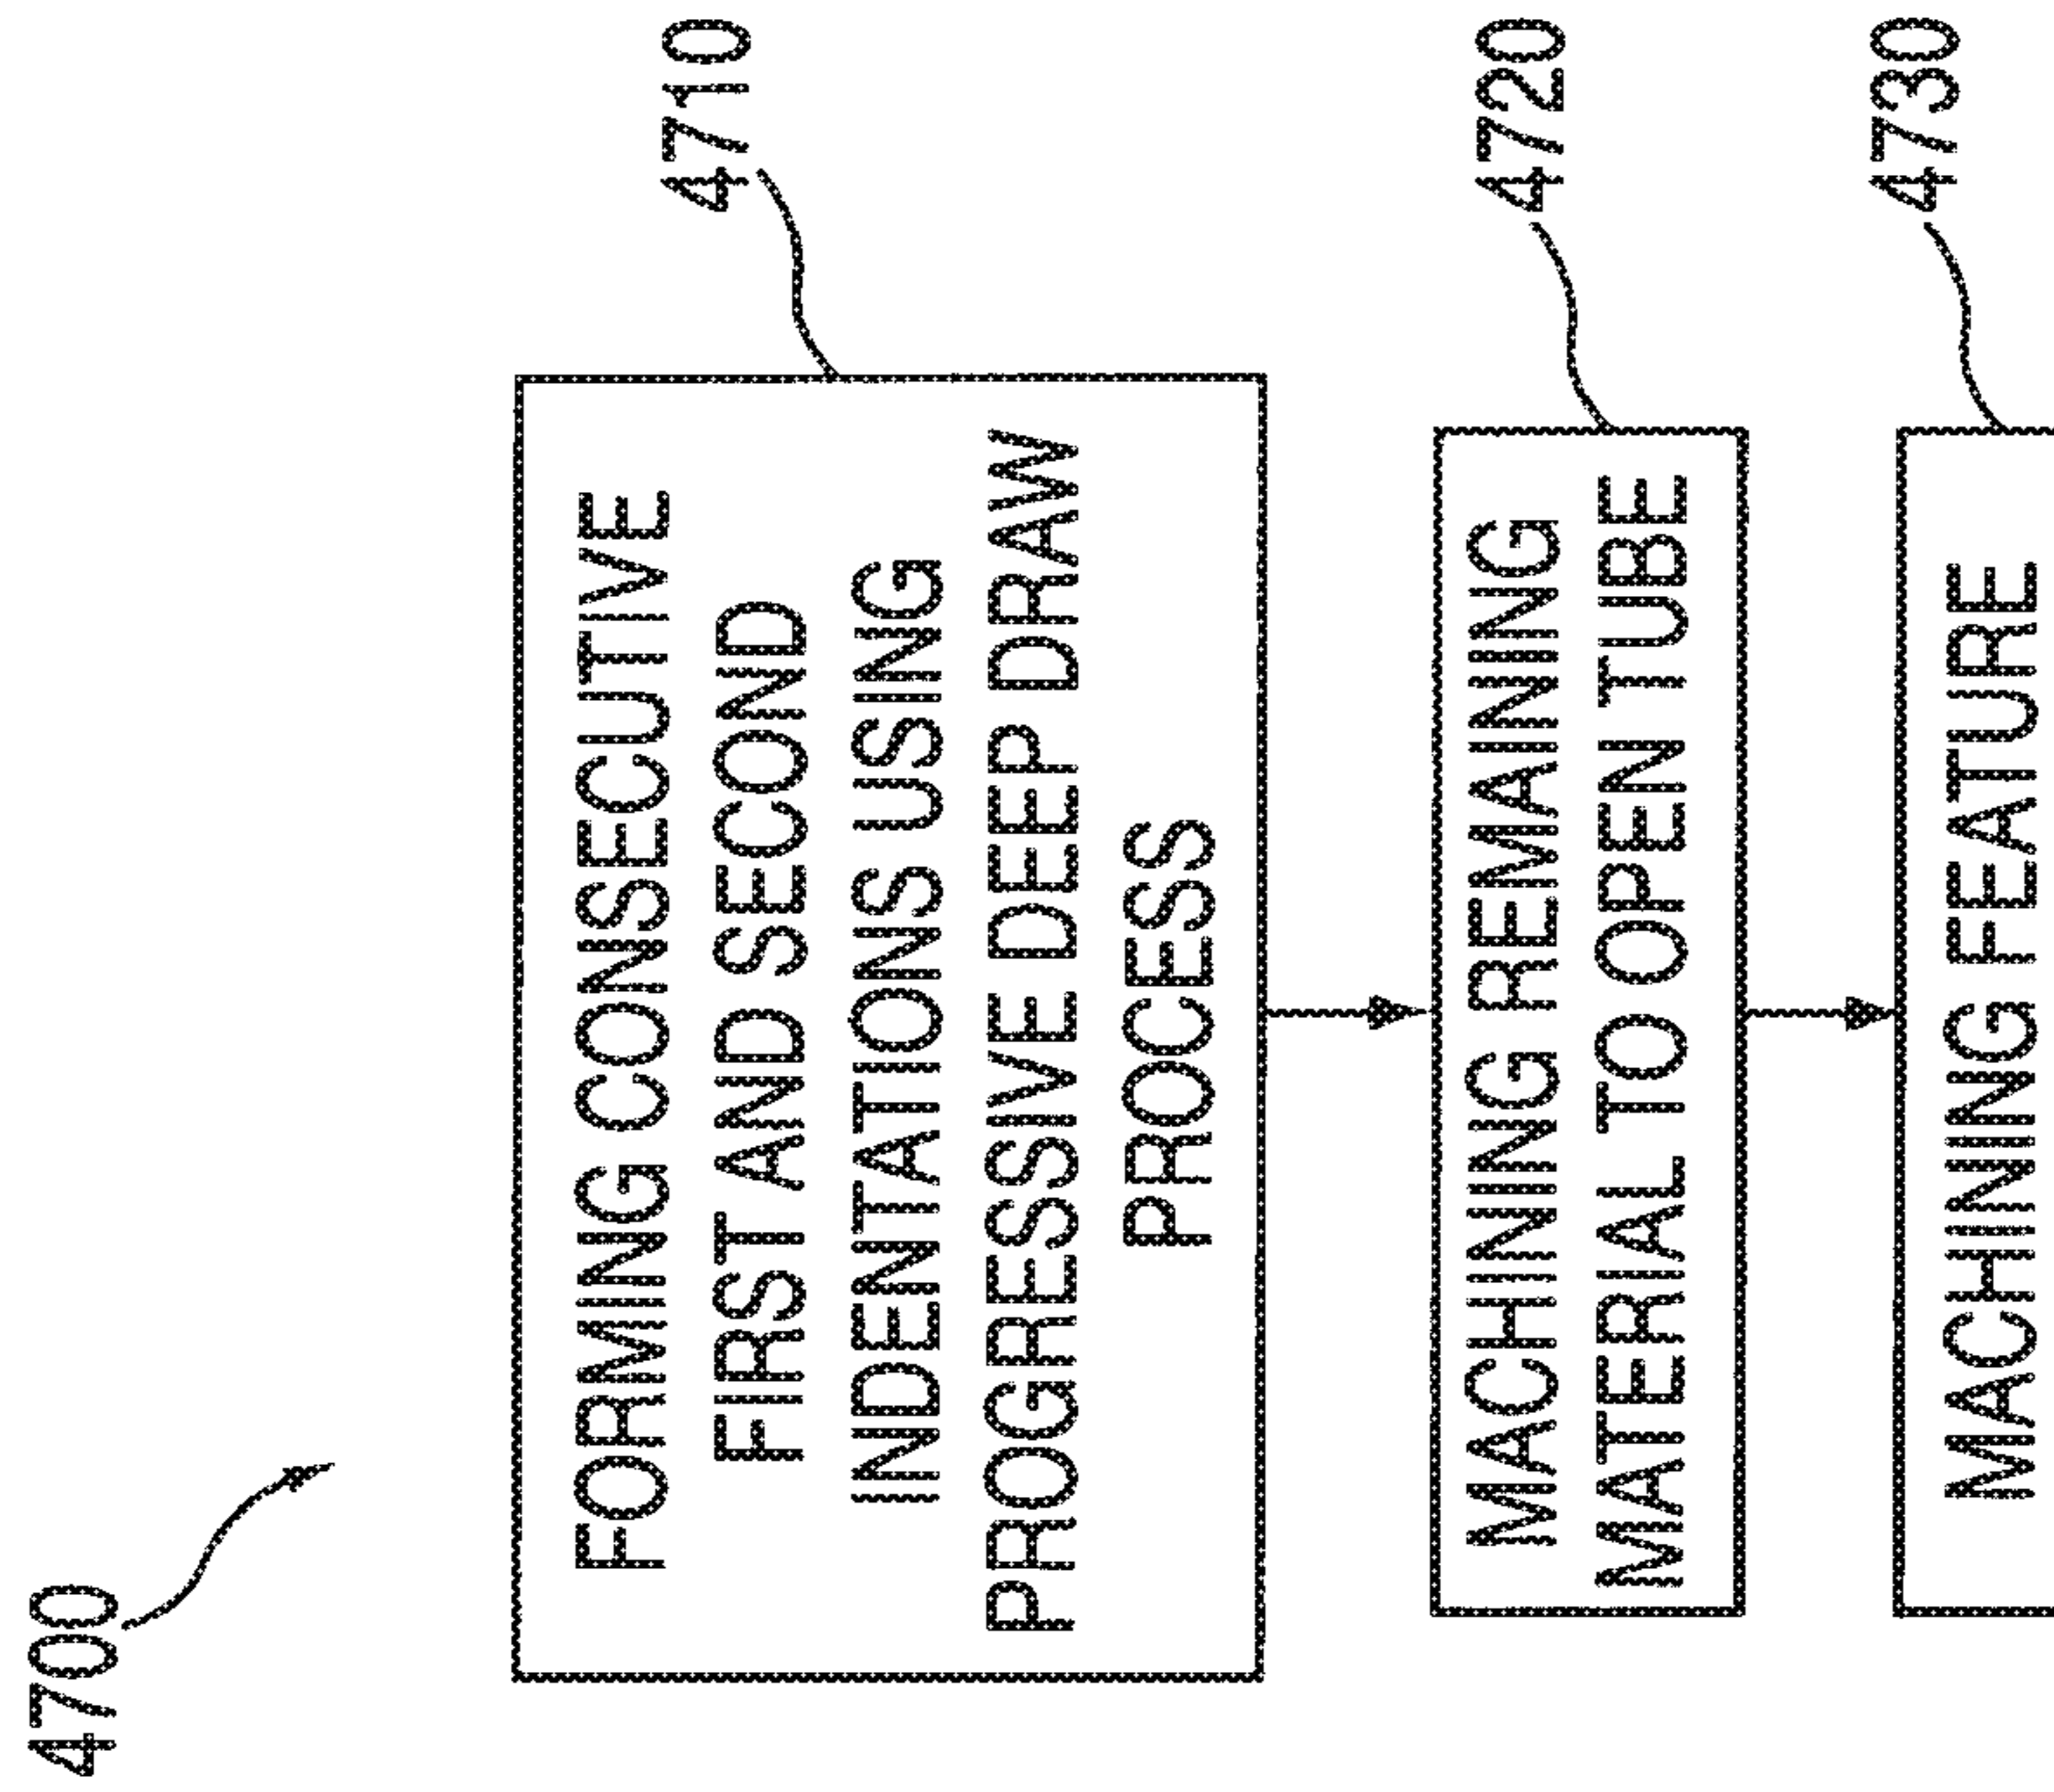 4700
FORMING CONSECUTIVE
FIRST AND SECOND
INDENTATIONS USING
PROGRESSIVE DEEP DRAW
PROCESS
4710
MACHINING REMAINING
MATERIAL TO OPEN TUBE
4720
MACHINING FEATURE
4730